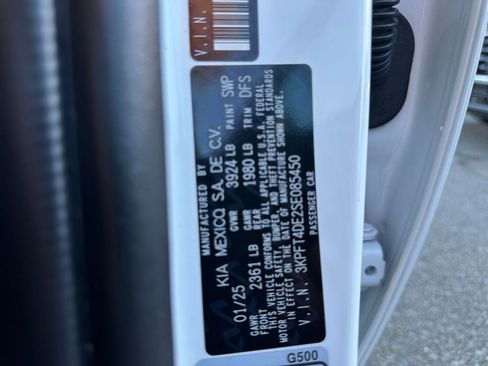 V.I.N.
MANUFACTURED BY
KIA MEXICO, S.A. DE C.V.
01/25 GVWR 3924 LB PAINT SWP
GAWR FRONT 2361 LB GAWR REAR 1980 LB TRIM DFS
THIS VEHICLE CONFORMS TO ALL APPLICABLE U.S.A. FEDERAL
MOTOR VEHICLE SAFETY, BUMPER, AND THEFT PREVENTION STANDARDS
IN EFFECT ON THE DATE OF MANUFACTURE SHOWN ABOVE.
V.I.N. 3KPFT4DE2SE085450
PASSENGER CAR
G500